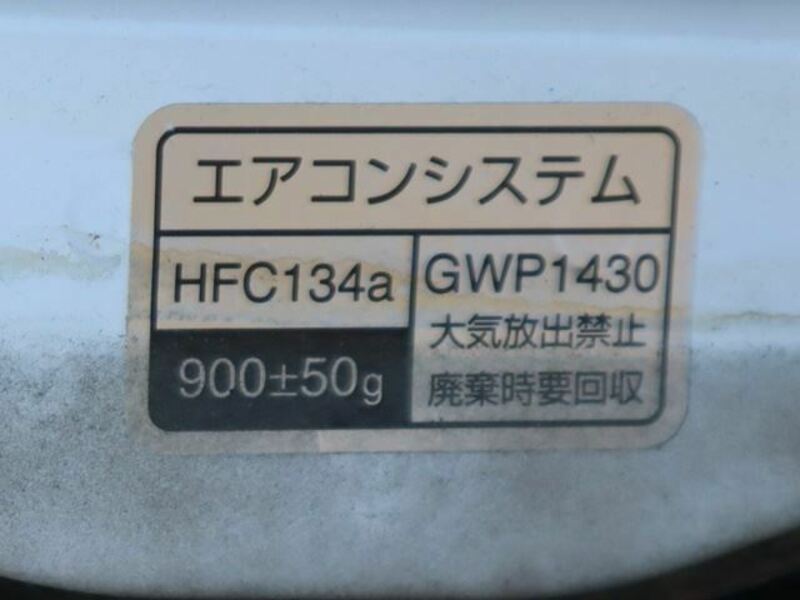 エアコンシステム
HFC134a
900±50g
GWP1430
大気放出禁止
廃棄時要回収